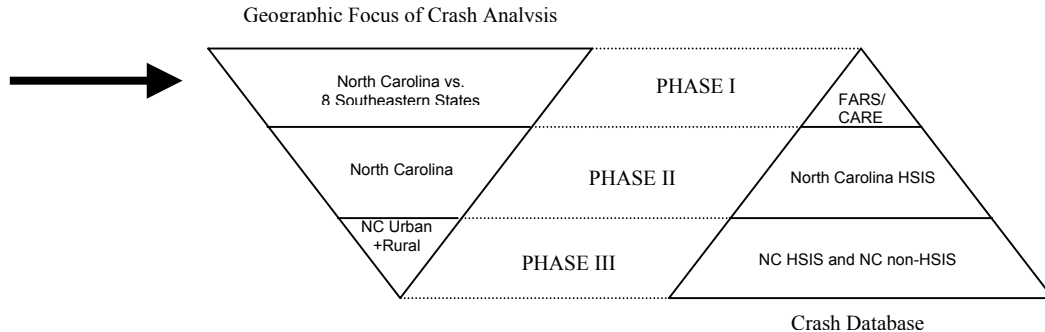 Geographic Focus of Crash Analysis
North Carolina vs.
8 Southeastern States
PHASE I
FARS/
CARE
North Carolina
PHASE II
North Carolina HSIS
NC Urban
+Rural
PHASE III
NC HSIS and NC non-HSIS
Crash Database